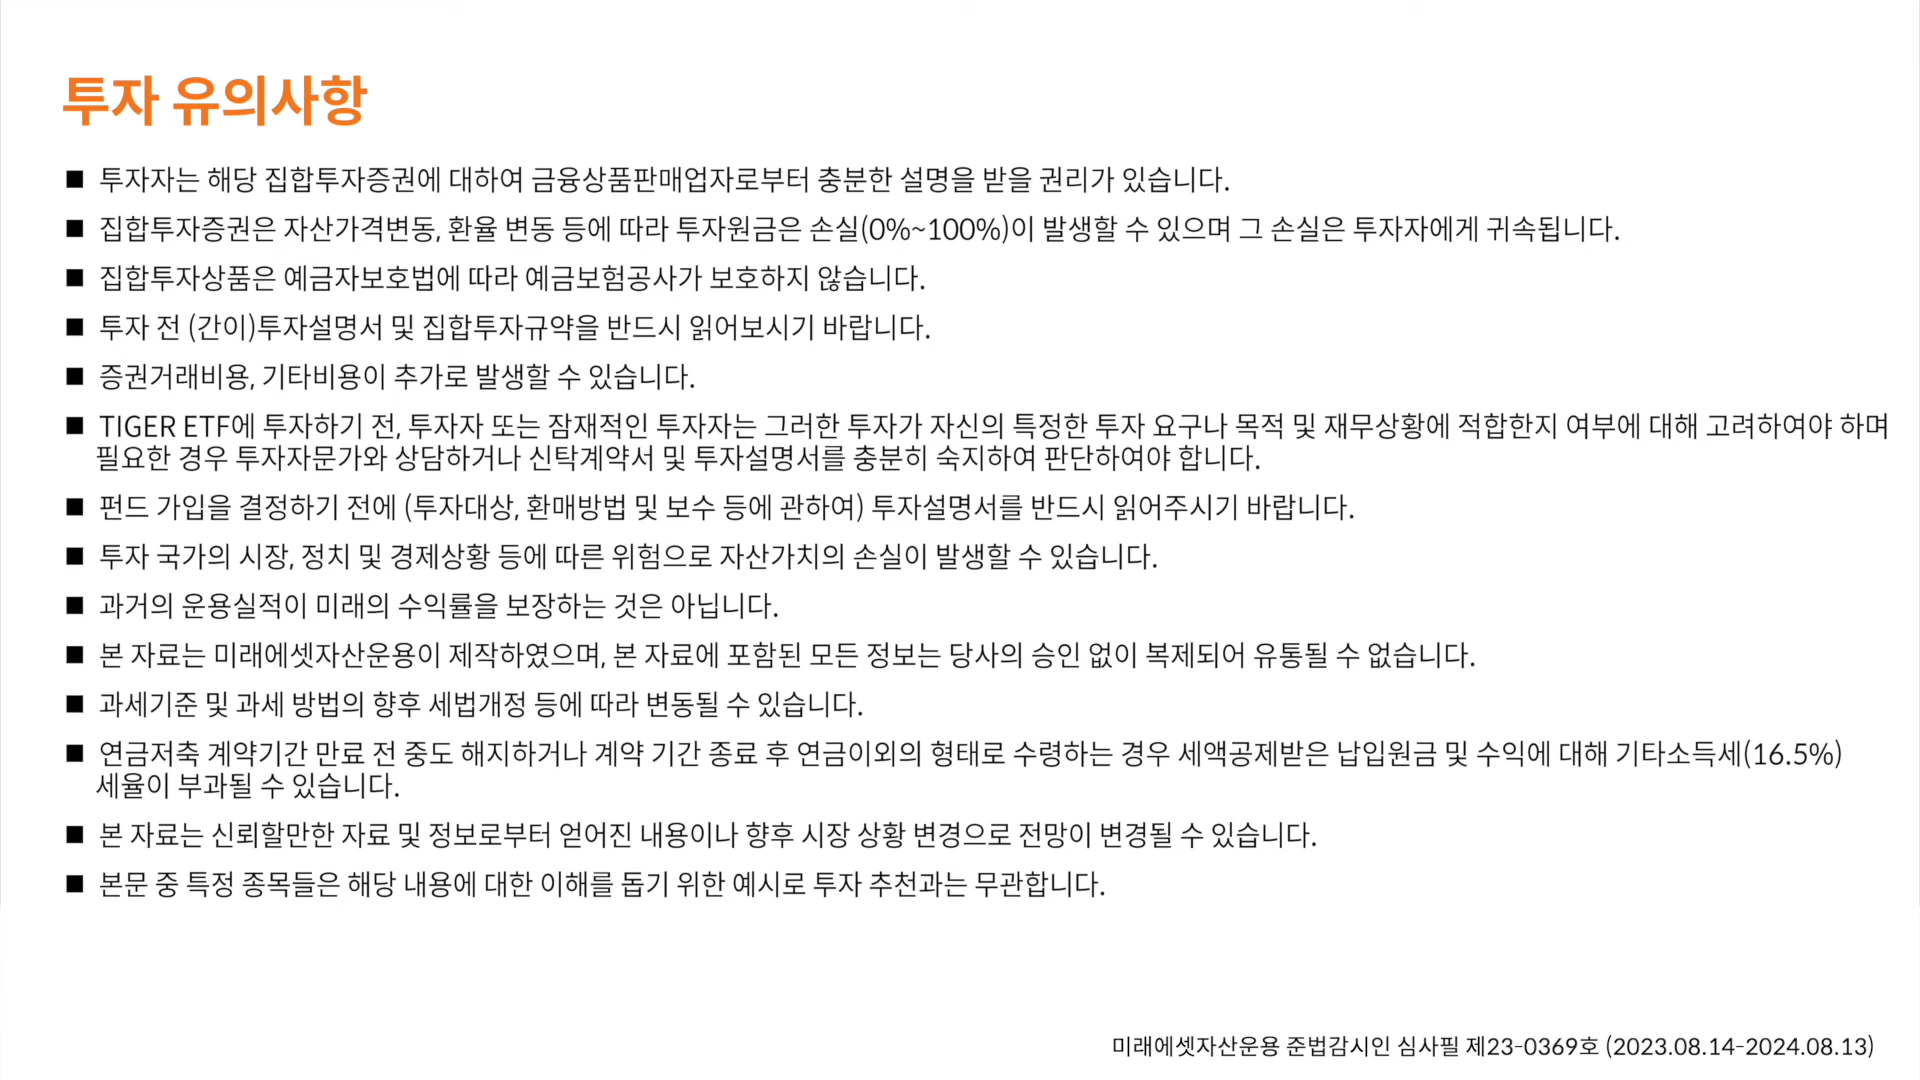 투자 유의사항
■ 투자자는 해당 집합투자증권에 대하여 금융상품판매업자로부터 충분한 설명을 받을 권리가 있습니다.
■ 집합투자증권은 자산가격변동, 환율 변동 등에 따라 투자원금은 손실(0%~100%)이 발생할 수 있으며 그 손실은 투자자에게 귀속됩니다.
■ 집합투자상품은 예금자보호법에 따라 예금보험공사가 보호하지 않습니다.
■ 투자 전 (간이)투자설명서 및 집합투자규약을 반드시 읽어보시기 바랍니다.
■ 증권거래비용, 기타비용이 추가로 발생할 수 있습니다.
■ TIGER ETF에 투자하기 전, 투자자 또는 잠재적인 투자자는 그러한 투자가 자신의 특정한 투자 요구나 목적 및 재무상황에 적합한지 여부에 대해 고려하여야 하며
필요한 경우 투자자문가와 상담하거나 신탁계약서 및 투자설명서를 충분히 숙지하여 판단하여야 합니다.
■ 펀드 가입을 결정하기 전에 (투자대상, 환매방법 및 보수 등에 관하여) 투자설명서를 반드시 읽어주시기 바랍니다.
■ 투자 국가의 시장, 정치 및 경제상황 등에 따른 위험으로 자산가치의 손실이 발생할 수 있습니다.
■ 과거의 운용실적이 미래의 수익률을 보장하는 것은 아닙니다.
■ 본 자료는 미래에셋자산운용이 제작하였으며, 본 자료에 포함된 모든 정보는 당사의 승인 없이 복제되어 유통될 수 없습니다.
■ 과세기준 및 과세 방법의 향후 세법개정 등에 따라 변동될 수 있습니다.
■ 연금저축 계약기간 만료 전 중도 해지하거나 계약 기간 종료 후 연금이외의 형태로 수령하는 경우 세액공제받은 납입원금 및 수익에 대해 기타소득세(16.5%)
세율이 부과될 수 있습니다.
■ 본 자료는 신뢰할만한 자료 및 정보로부터 얻어진 내용이나 향후 시장 상황 변경으로 전망이 변경될 수 있습니다.
■ 본문 중 특정 종목들은 해당 내용에 대한 이해를 돕기 위한 예시로 투자 추천과는 무관합니다.
미래에셋자산운용 준법감시인 심사필 제23-0369호 (2023.08.14-2024.08.13)